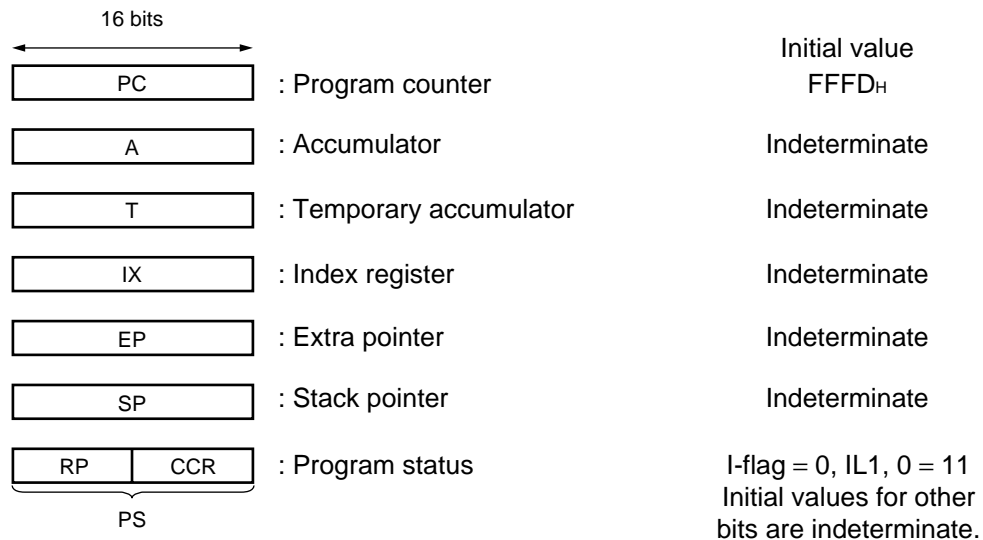 16 bits
Initial value
PC : Program counter FFFDH
A : Accumulator Indeterminate
T : Temporary accumulator Indeterminate
IX : Index register Indeterminate
EP : Extra pointer Indeterminate
SP : Stack pointer Indeterminate
RP CCR : Program status I-flag = 0, IL1, 0 = 11
Initial values for other
PS
bits are indeterminate.